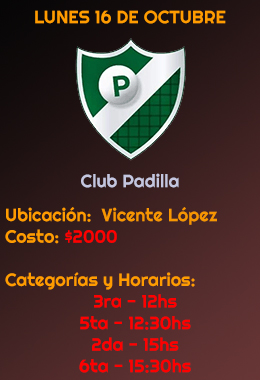 LUNES 16 DE OCTUBRE
P
Club Padilla
Ubicación: Vicente López
Costo: $2000
Categorías y Horarios:
3ra - 12hs
5ta - 12:30hs
2da - 15hs
6ta - 15:30hs